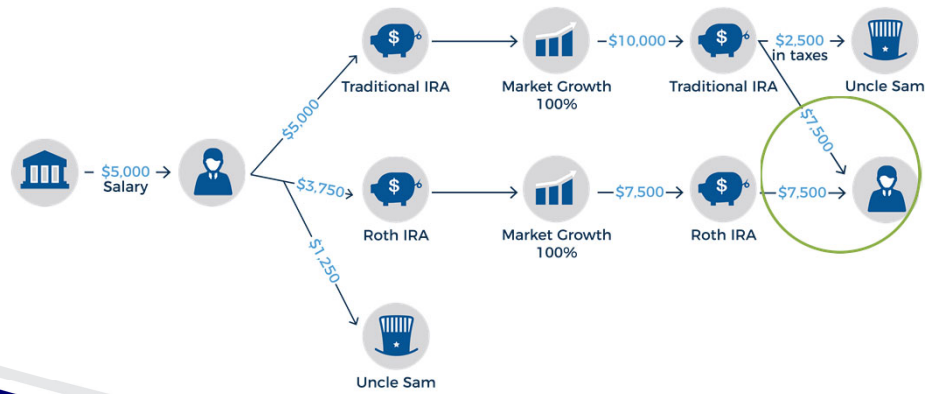 $
$
$10,000
$2,500
in taxes
Traditional IRA
Market Growth
100%
Traditional IRA
Uncle Sam
$5,000
$7,500
$5,000
Salary
$3,750
$
$7,500
$
$7,500
Roth IRA
Market Growth
100%
Roth IRA
$1,250
Uncle Sam